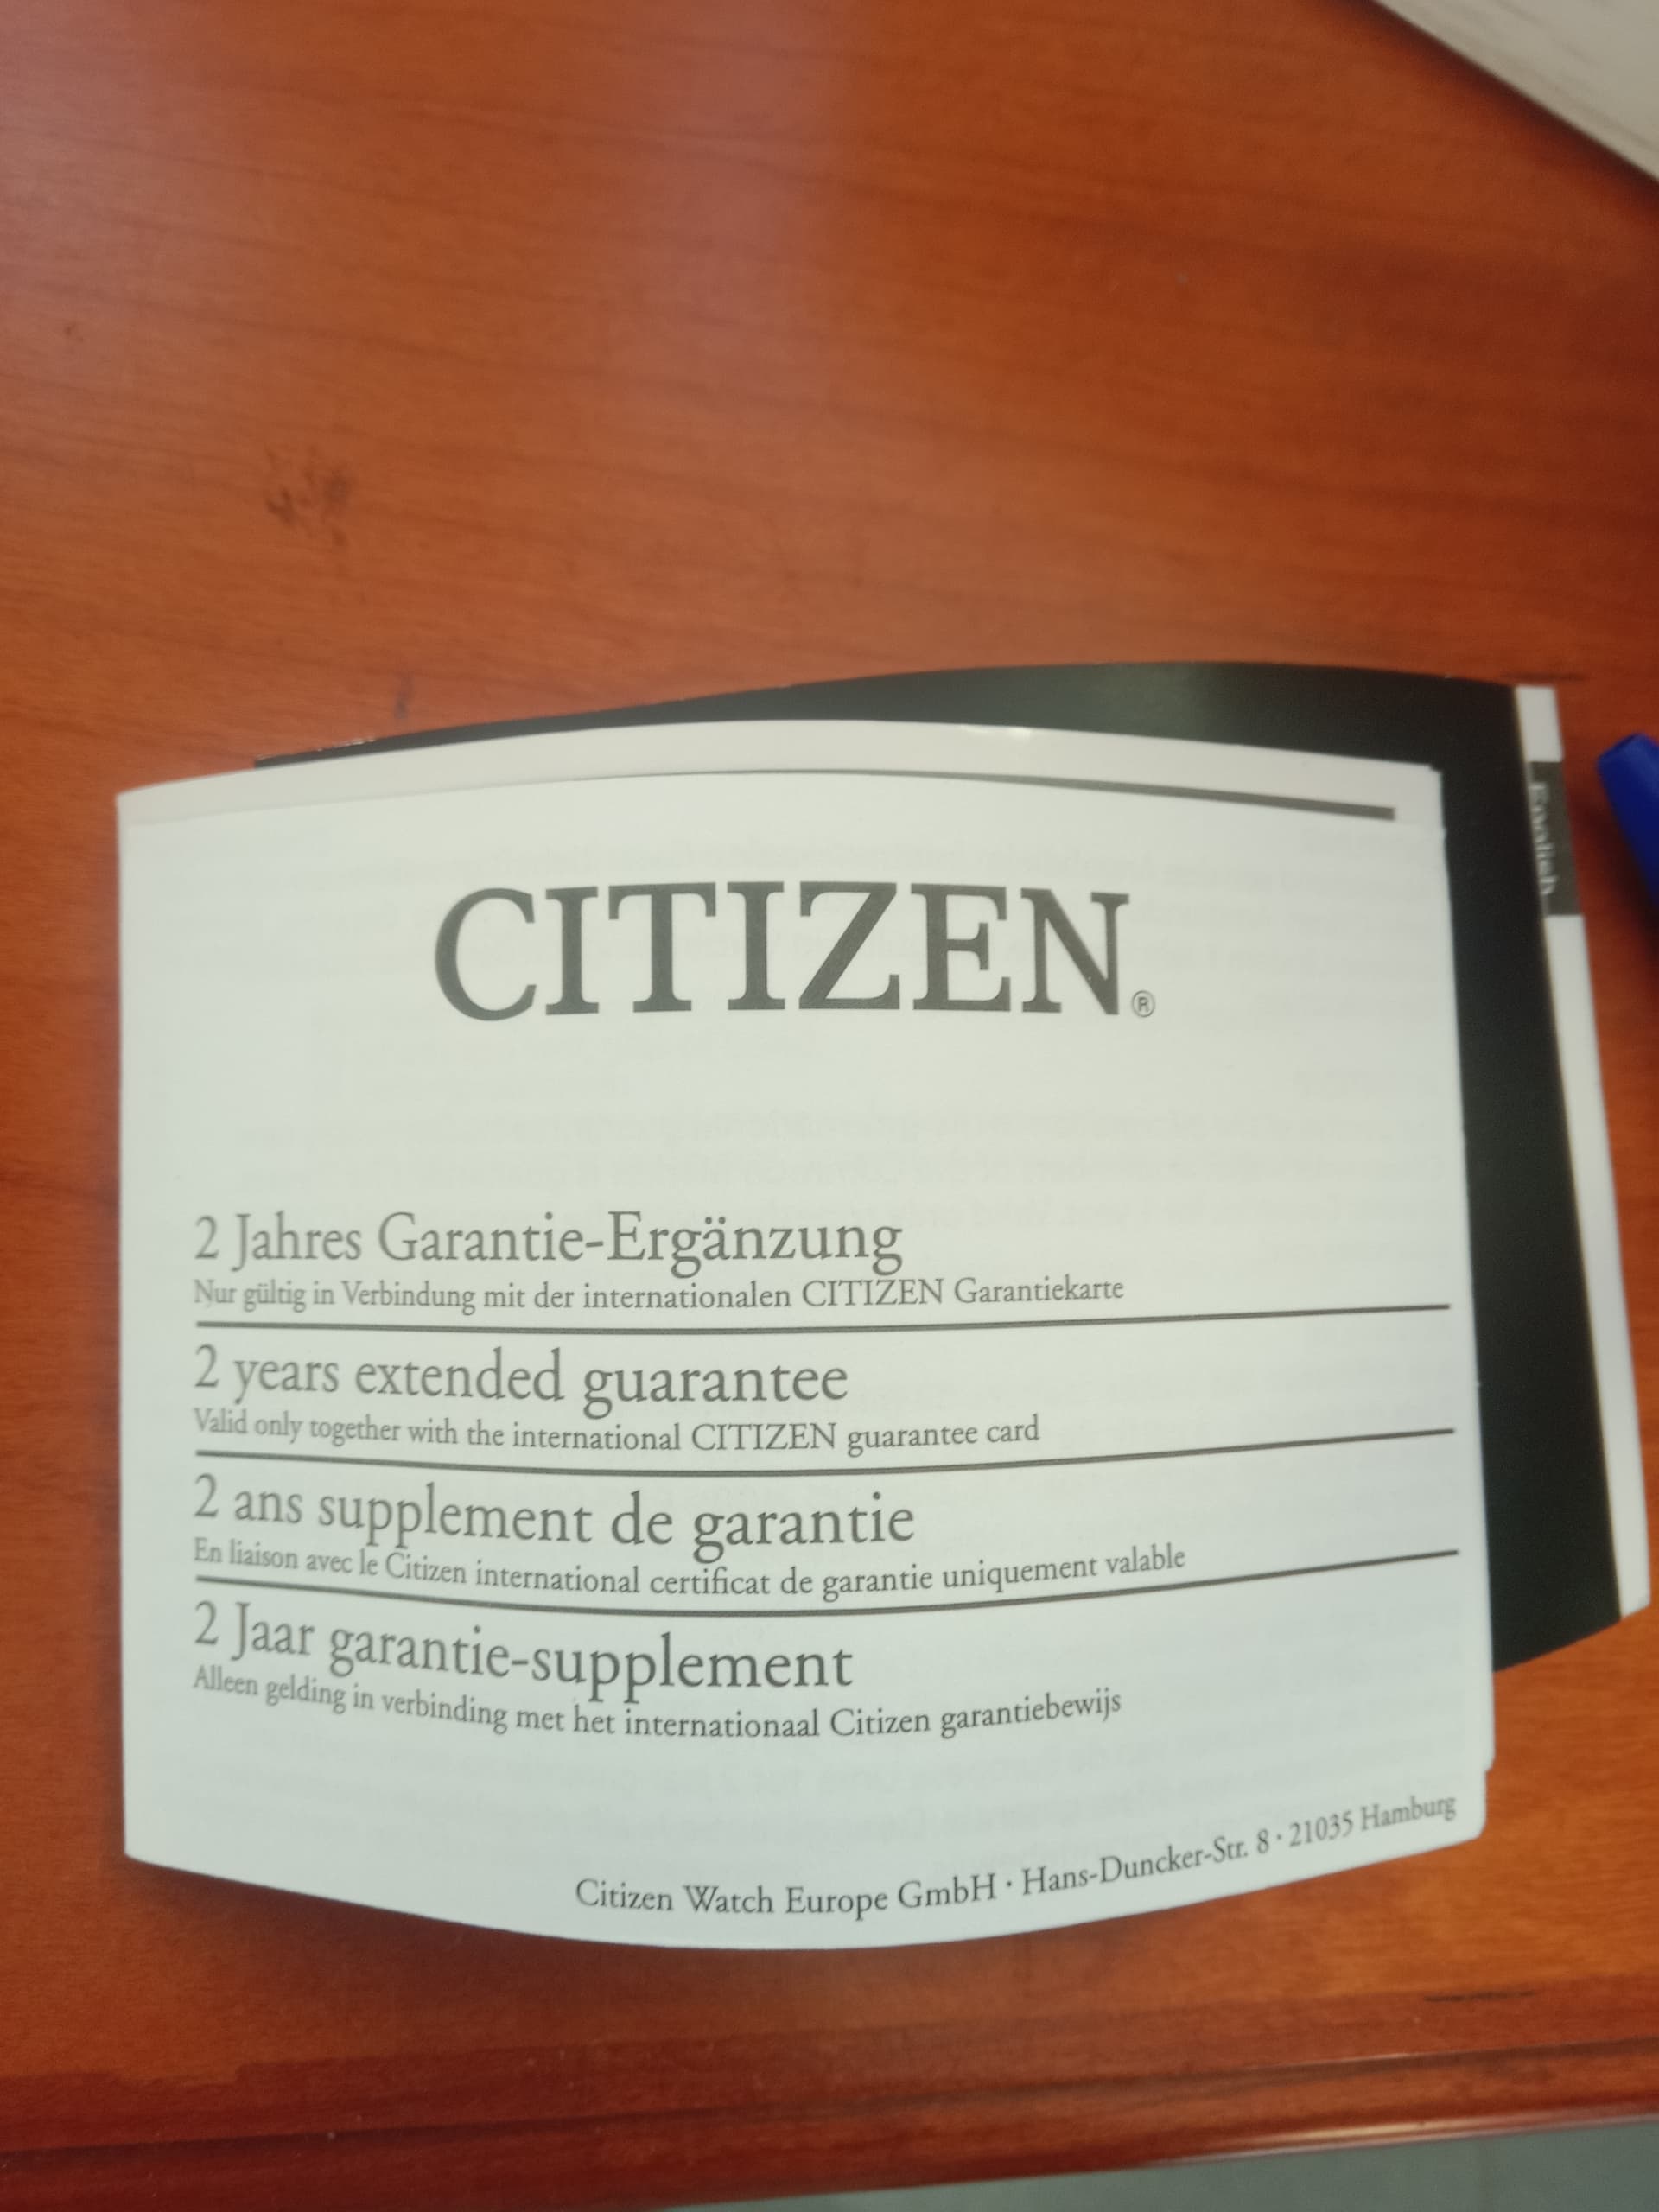 English
CITIZEN®
2 Jahres Garantie-Ergänzung
Nur gültig in Verbindung mit der internationalen CITIZEN Garantiekarte
2 years extended guarantee
Valid only together with the international CITIZEN guarantee card
2 ans supplement de garantie
En liaison avec le Citizen international certificat de garantie uniquement valable
2 Jaar garantie-supplement
Alleen gelding in verbinding met het internationaal Citizen garantiebewijs
Citizen Watch Europe GmbH · Hans-Duncker-Str. 8 · 21035 Hamburg